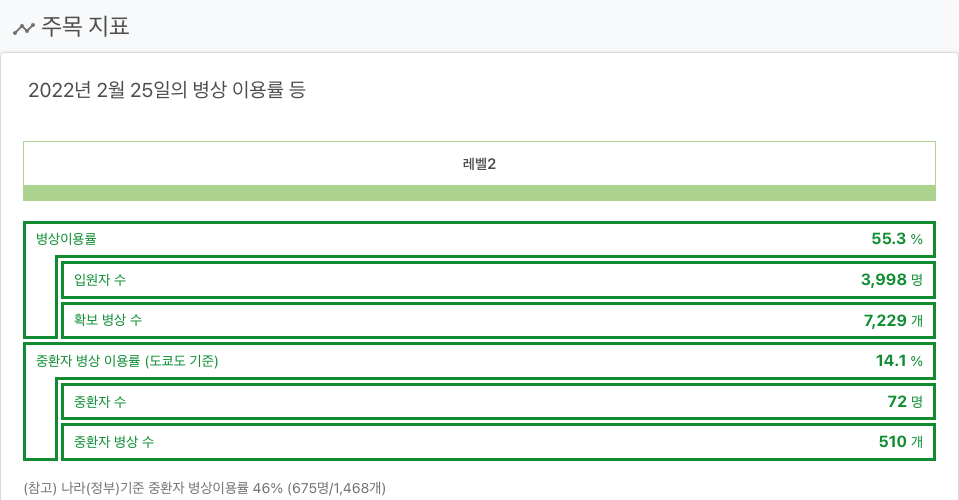 주목 지표
2022년 2월 25일의 병상 이용률 등
레벨2
병상이용률 55.3 %
입원자 수 3,998 명
확보 병상 수 7,229 개
중환자 병상 이용률 (도쿄도 기준) 14.1 %
중환자 수 72 명
중환자 병상 수 510 개
(참고) 나라(정부)기준 중환자 병상이용률 46% (675명/1,468개)